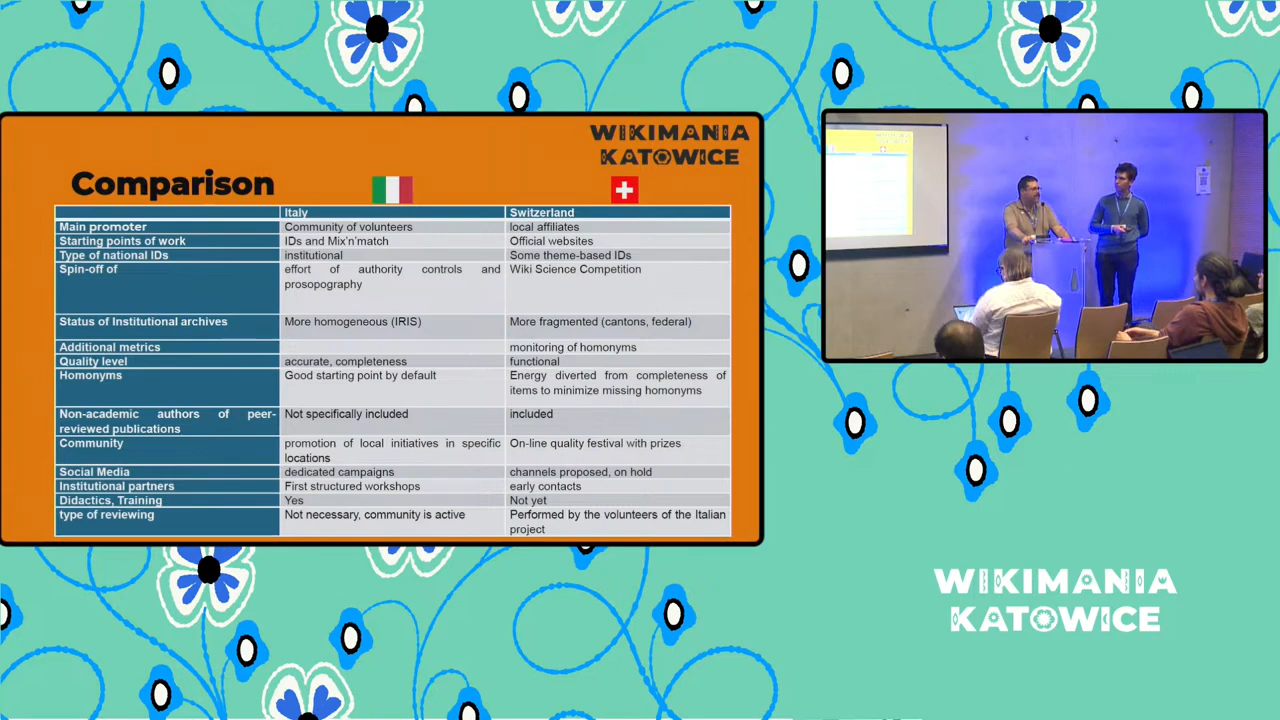 WIKIMANIA
KATOWICE
Comparison
Italy Switzerland
Main promoter Community of volunteers local affiliates
Starting points of work IDs and Mix'n'match Official websites
Type of national IDs institutional Some theme-based IDs
Spin-off of effort of authority controls and Wiki Science Competition
prosopography
Status of Institutional archives More homogeneous (IRIS) More fragmented (cantons, federal)
Additional metrics monitoring of homonyms
Quality level accurate, completeness functional
Homonyms Good starting point by default Energy diverted from completeness of
items to minimize missing homonyms
Non-academic authors of peer- Not specifically included included
reviewed publications
Community promotion of local initiatives in specific On-line quality festival with prizes
locations
Social Media dedicated campaigns channels proposed, on hold
Institutional partners First structured workshops early contacts
Didactics, Training Yes Not yet
type of reviewing Not necessary, community is active Performed by the volunteers of the Italian
project
WIKIMANIA
KATOWICE